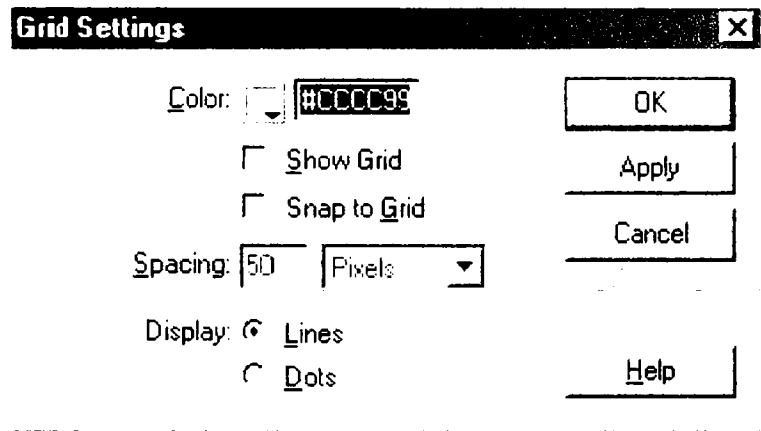 Grid Settings
Color: #CCCC99
Show Grid
Snap to Grid
Spacing: 50 Pixels
Display: Lines
Dots
OK
Apply
Cancel
Help